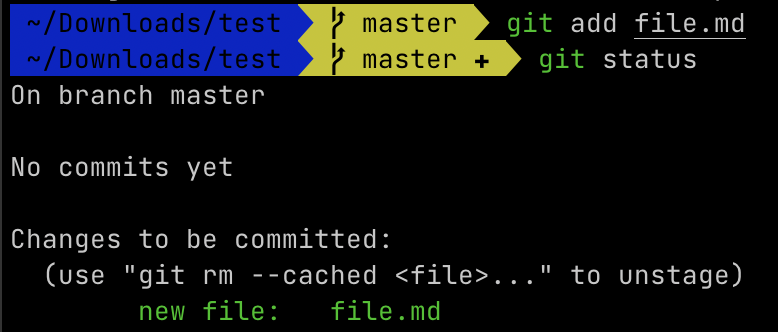 ~/Downloads/test master git add file.md
~/Downloads/test master + git status
On branch master
No commits yet
Changes to be committed:
(use "git rm --cached <file>..." to unstage)
new file: file.md